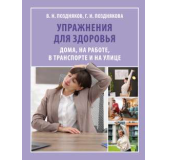 В. Н. ПОЗДНЯКОВ, Г. И. ПОЗДНЯКОВА
УПРАЖНЕНИЯ
ДЛЯ ЗДОРОВЬЯ
ДОМА, НА РАБОТЕ,
В ТРАНСПОРТЕ И НА УЛИЦЕ